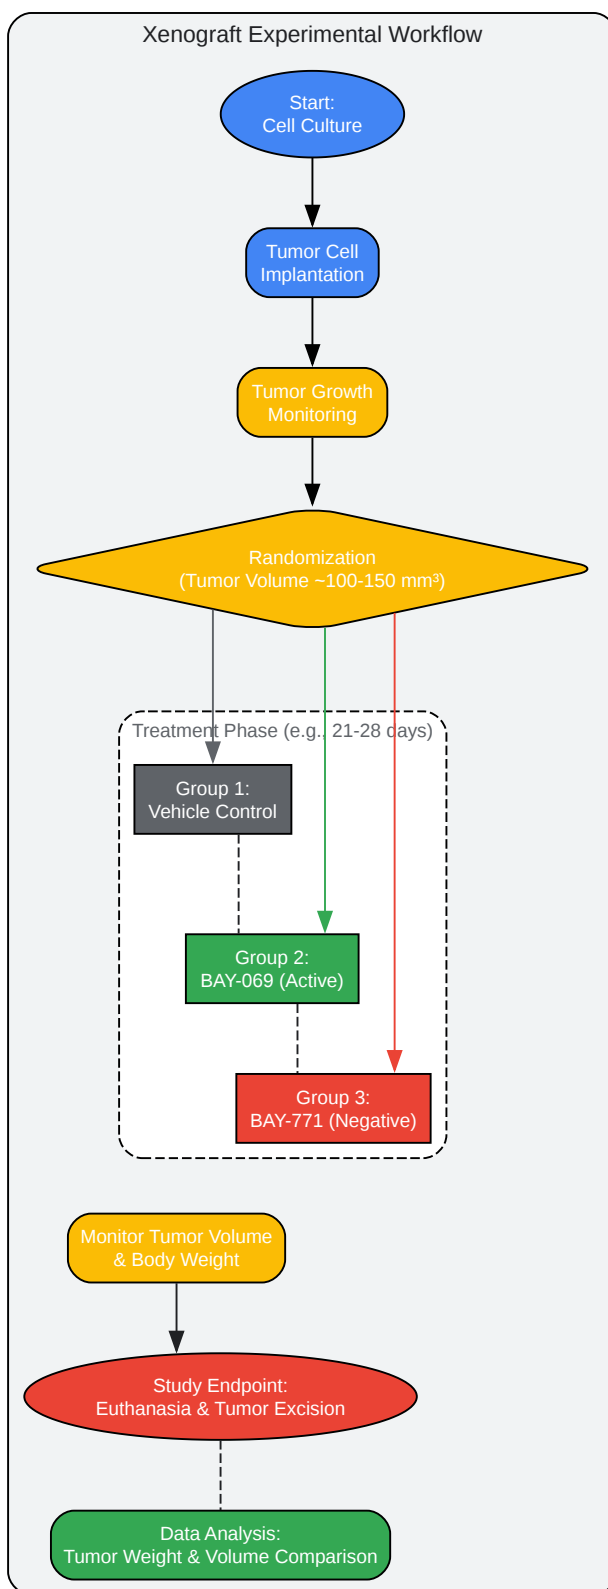 Xenograft Experimental Workflow
Start:
Cell Culture
Tumor Cell
Implantation
Tumor Growth
Monitoring
Randomization
(Tumor Volume ~100-150 mm³)
Treatment Phase (e.g., 21-28 days)
Group 1:
Vehicle Control
Group 2:
BAY-069 (Active)
Group 3:
BAY-771 (Negative)
Monitor Tumor Volume
& Body Weight
Study Endpoint:
Euthanasia & Tumor Excision
Data Analysis:
Tumor Weight & Volume Comparison